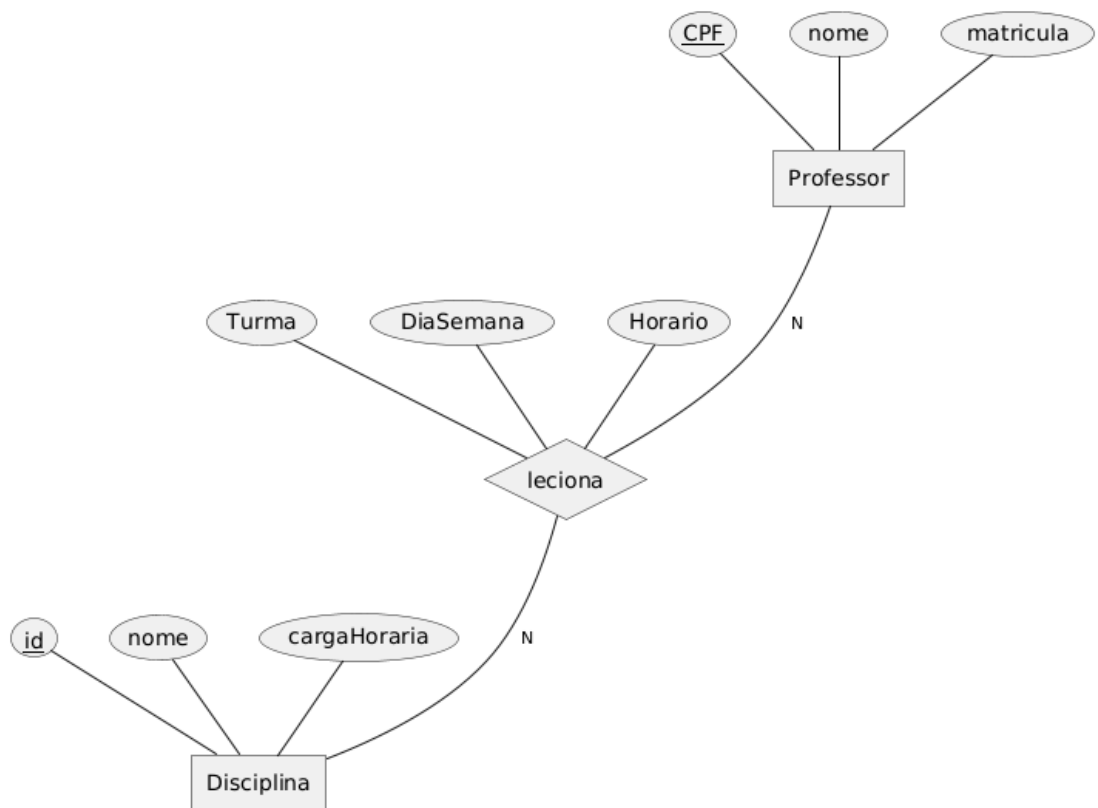 CPF
nome
matricula
Professor
Turma
DiaSemana
Horario
N
leciona
id
nome
cargaHoraria
N
Disciplina